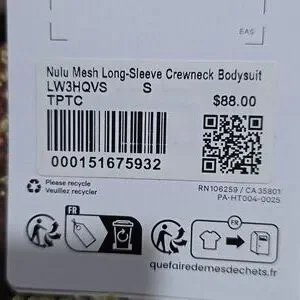 EAS
Nulu Mesh Long-Sleeve Crewneck Bodysuit
LW3HQVS S
TPTC $88.00
000151675932
Please recycle
Veuillez recycler
RN106259 / CA35801
PA-HT004-0025
FR
FR
quefairedemesdechets.fr